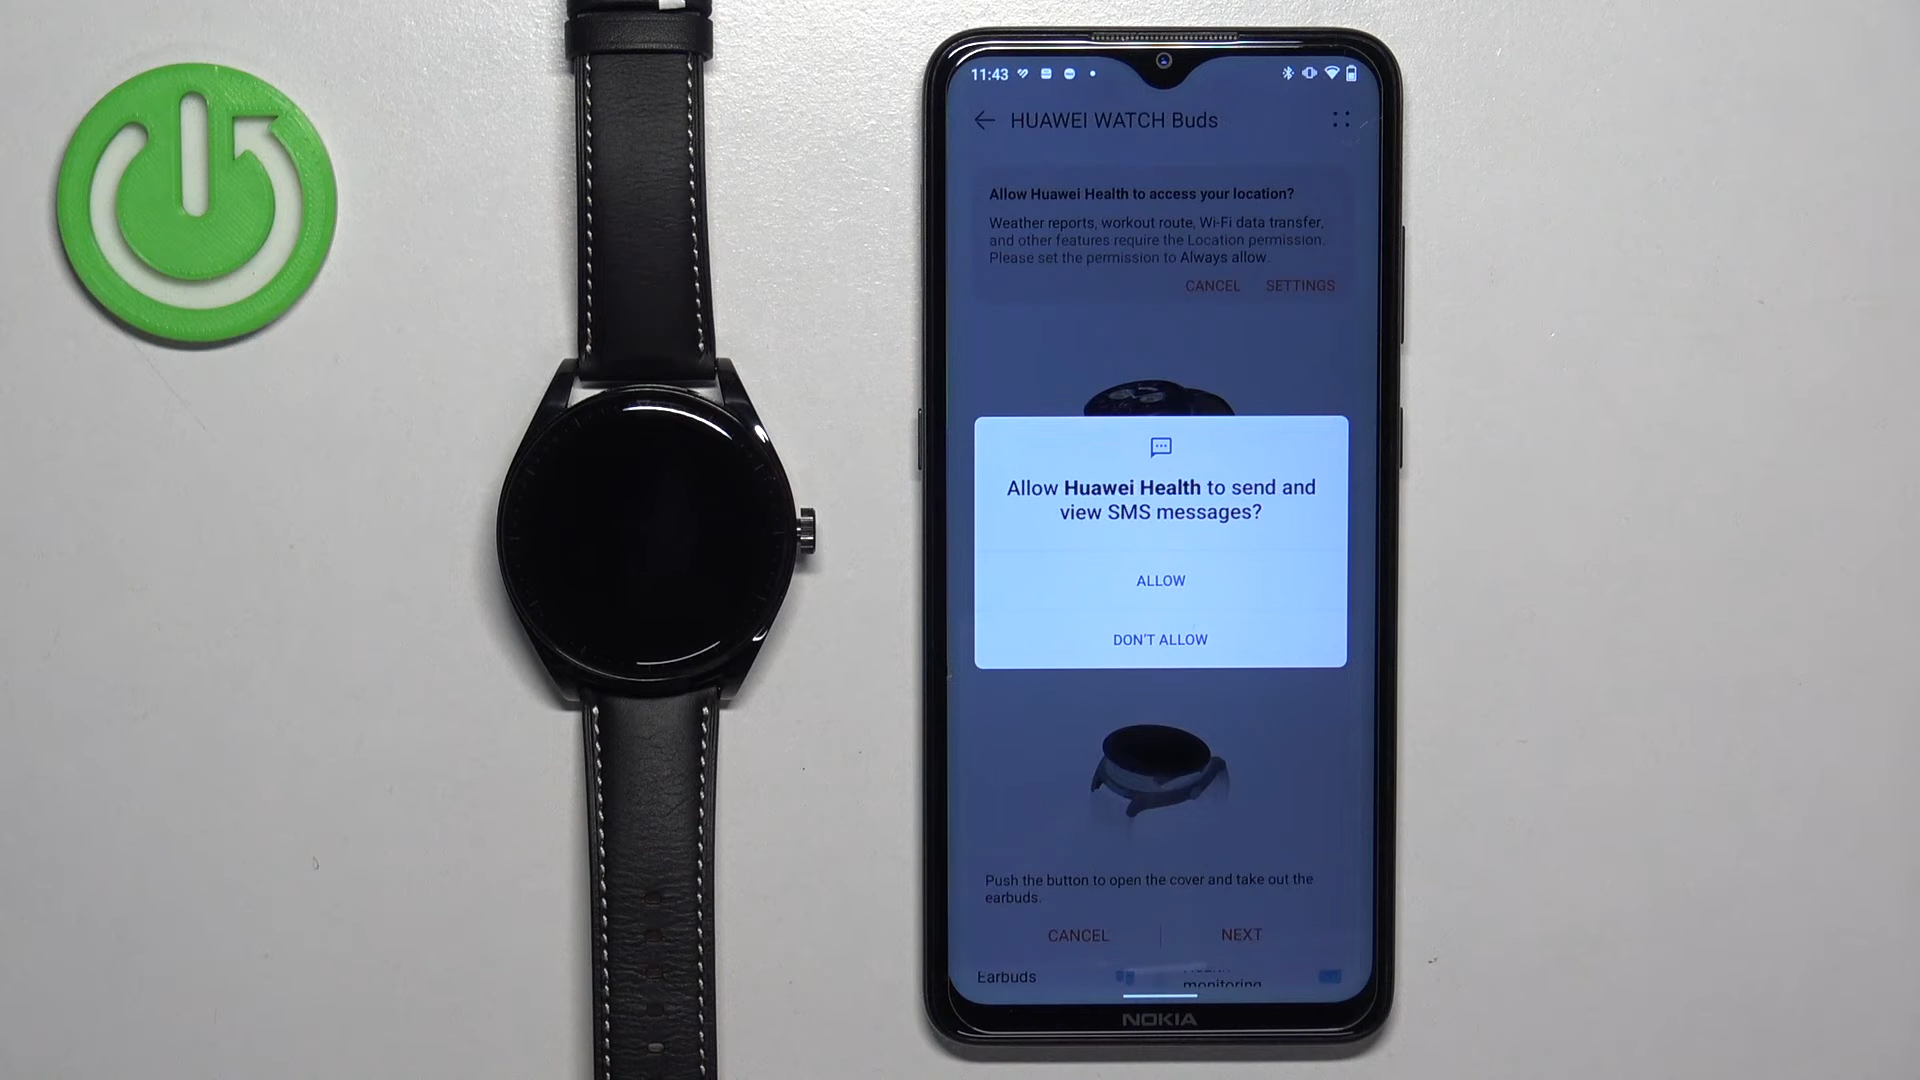 11:43
HUAWEI WATCH Buds
Allow Huawei Health to access your location?
Weather reports, workout route, Wi-Fi data transfer,
and other features require the Location permission.
Please set the permission to Always allow.
CANCEL SETTINGS
Allow Huawei Health to send and
view SMS messages?
ALLOW
DON'T ALLOW
Push the button to open the cover and take out the
earbuds.
CANCEL NEXT
Earbuds
monitoring
NOKIA